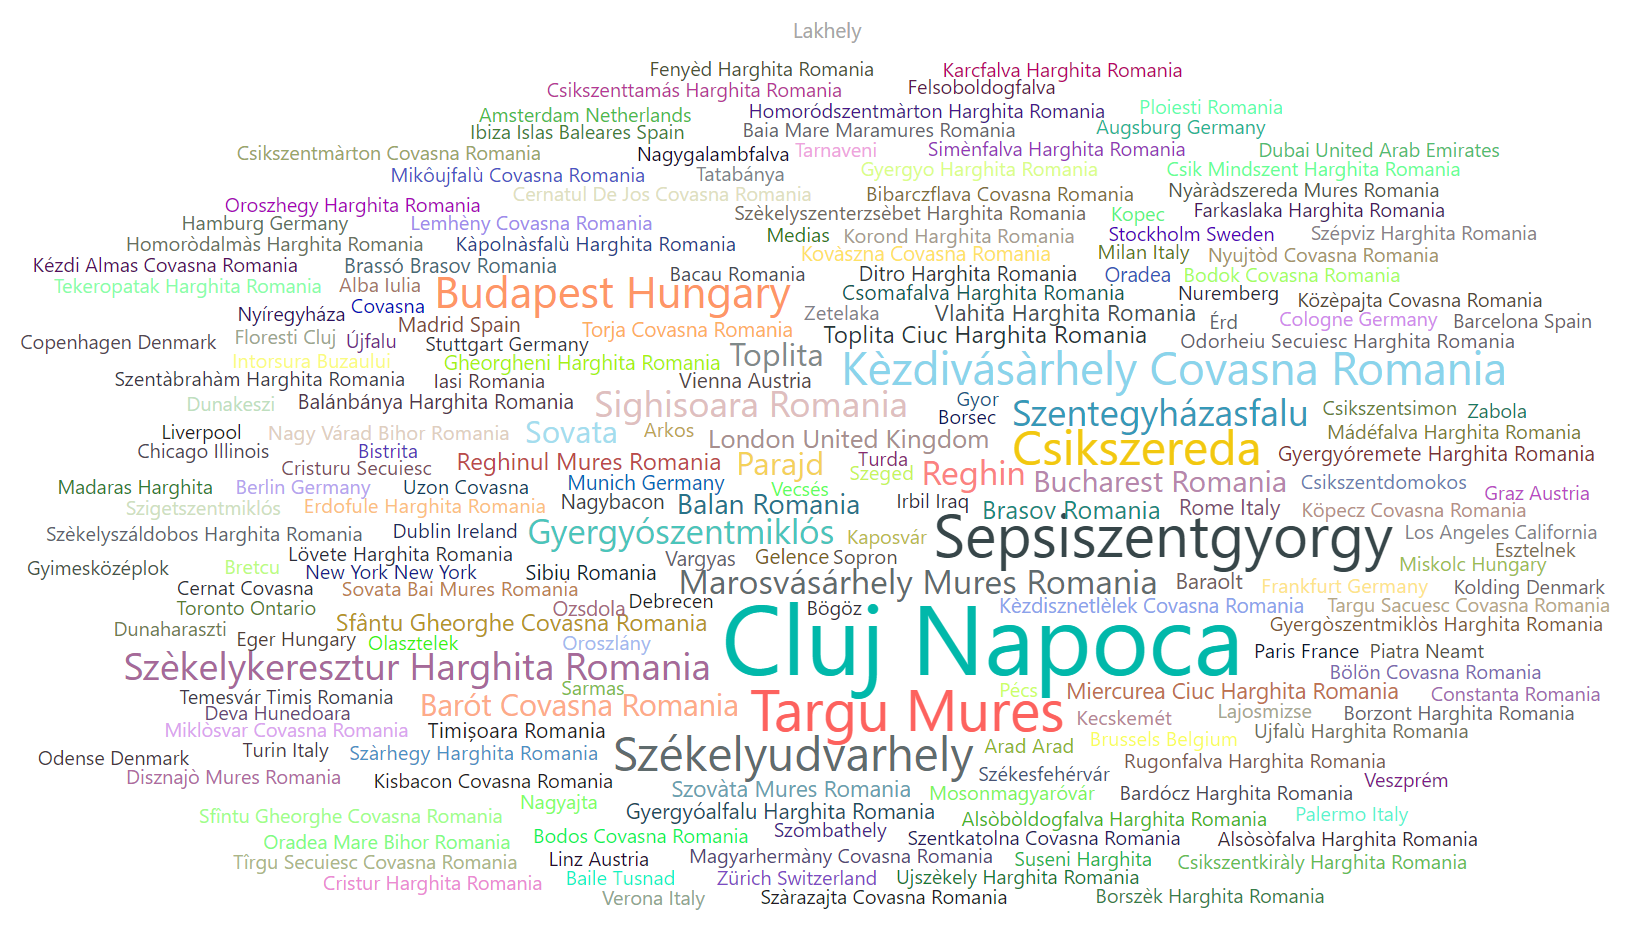 Lakhely
Fenyèd Harghita Romania
Karcfalva Harghita Romania
Csikszenttamás Harghita Romania
Felsoboldogfalva
Amsterdam Netherlands
Homoródszentmàrton Harghita Romania
Ploiesti Romania
Ibiza Islas Baleares Spain
Baia Mare Maramures Romania
Augsburg Germany
Csikszentmàrton Covasna Romania
Nagygalambfalva
Tarnaveni
Simènfalva Harghita Romania
Dubai United Arab Emirates
Mikôujfalù Covasna Romania
Tatabánya
Gyergyo Harghita Romania
Csik Mindszent Harghita Romania
Cernatul De Jos Covasna Romania
Bibarczflava Covasna Romania
Nyàràdszereda Mures Romania
Oroszhegy Harghita Romania
Szèkelyszenterzsèbet Harghita Romania
Kopec
Farkaslaka Harghita Romania
Hamburg Germany
Lemhèny Covasna Romania
Medias
Korond Harghita Romania
Stockholm Sweden
Szépviz Harghita Romania
Homoròdalmàs Harghita Romania
Kàpolnàsfalù Harghita Romania
Kovàszna Covasna Romania
Milan Italy
Nyujtòd Covasna Romania
Kézdi Almas Covasna Romania
Brassó Brasov Romania
Bacau Romania
Ditro Harghita Romania
Oradea
Bodok Covasna Romania
Tekeropatak Harghita Romania
Alba Iulia
Budapest Hungary
Csomafalva Harghita Romania
Nuremberg
Közèpajta Covasna Romania
Nyíregyháza
Covasna
Zetelaka
Vlahita Harghita Romania
Érd
Cologne Germany
Barcelona Spain
Copenhagen Denmark
Floresti Cluj
Újfalu
Madrid Spain
Torja Covasna Romania
Toplita Ciuc Harghita Romania
Odorheiu Secuiesc Harghita Romania
Stuttgart Germany
Intorsura Buzaului
Gheorgheni Harghita Romania
Toplita
Kèzdivásàrhely Covasna Romania
Szentàbrahàm Harghita Romania
Iasi Romania
Vienna Austria
Dunakeszi
Balánbánya Harghita Romania
Sighisoara Romania
Gyor
Borsec
Szentegyházasfalu
Csikszentsimon
Zabola
Liverpool
Nagy Várad Bihor Romania
Sovata
Arkos
London United Kingdom
Csikszereda
Mádéfalva Harghita Romania
Chicago Illinois
Bistrita
Cristuru Secuiesc
Reghinul Mures Romania
Parajd
Turda
Szeged
Reghin
Gyergyóremete Harghita Romania
Madaras Harghita
Berlin Germany
Uzon Covasna
Munich Germany
Vecsés
Bucharest Romania
Csikszentdomokos
Graz Austria
Szigetszentmiklós
Erdofule Harghita Romania
Nagybacon
Balan Romania
Irbil Iraq
Brasov Romania
Rome Italy
Köpecz Covasna Romania
Szèkelyszáldobos Harghita Romania
Dublin Ireland
Gyergyószentmiklós
Kaposvár
Sepsiszentgyorgy
Los Angeles California
Esztelnek
Gyimesközéplok
Lövete Harghita Romania
Vargyas
Gelence
Sopron
Miskolc Hungary
Bretcu
New York New York
Sibiu Romania
Marosvásárhely Mures Romania
Baraolt
Frankfurt Germany
Kolding Denmark
Cernat Covasna
Sovata Bai Mures Romania
Ozsdola
Debrecen
Bögöz
Kèzdisznetlèlek Covasna Romania
Targu Sacuesc Covasna Romania
Toronto Ontario
Dunaharaszti
Sfântu Gheorghe Covasna Romania
Cluj Napoca
Gyergòszentmiklòs Harghita Romania
Eger Hungary
Olasztelek
Oroszlány
Paris France
Piatra Neamt
Szèkelykeresztur Harghita Romania
Bölön Covasna Romania
Temesvár Timis Romania
Sarmas
Pécs
Miercurea Ciuc Harghita Romania
Constanta Romania
Deva Hunedoara
Barót Covasna Romania
Targu Mures
Kecskemét
Lajosmizse
Borzont Harghita Romania
Miklòsvar Covasna Romania
Timișoara Romania
Ujfalù Harghita Romania
Odense Denmark
Turin Italy
Szàrhegy Harghita Romania
Székelyudvarhely
Arad Arad
Brussels Belgium
Rugonfalva Harghita Romania
Disznajò Mures Romania
Kisbacon Covasna Romania
Székesfehérvár
Veszprém
Szovàta Mures Romania
Mosonmagyaróvár
Bardócz Harghita Romania
Sfîntu Gheorghe Covasna Romania
Nagyajta
Gyergyóalfalu Harghita Romania
Alsòbòldogfalva Harghita Romania
Palermo Italy
Oradea Mare Bihor Romania
Bodos Covasna Romania
Szombathely
Szentkatolna Covasna Romania
Alsòsòfalva Harghita Romania
Tîrgu Secuiesc Covasna Romania
Linz Austria
Magyarhermàny Covasna Romania
Suseni Harghita
Csikszentkiràly Harghita Romania
Cristur Harghita Romania
Baile Tusnad
Zürich Switzerland
Ujszèkely Harghita Romania
Verona Italy
Szàrazajta Covasna Romania
Borszèk Harghita Romania